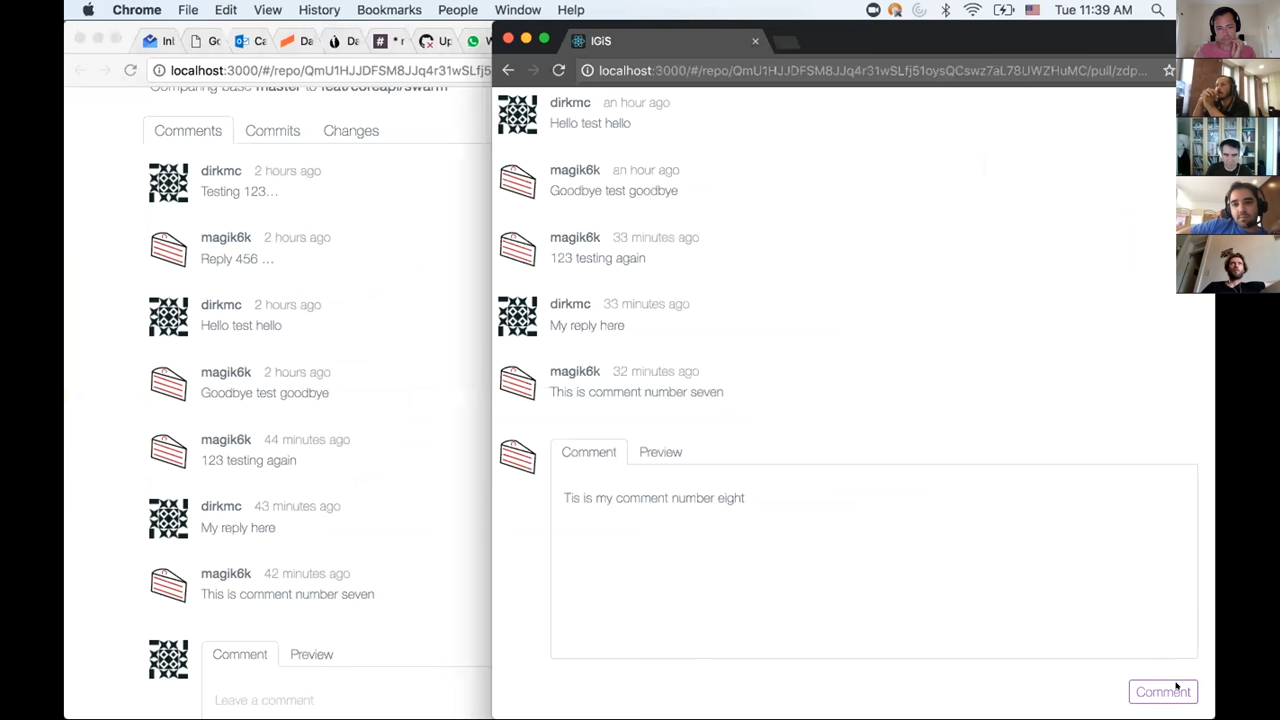 Chrome File Edit View History Bookmarks People Window Help Tue 11:39 AM
IGiS
localhost:3000/#/repo/QmU1HJJDFSM8JJq4r31wSLfj5
localhost:3000/#/repo/QmU1HJJDFSM8JJq4r31wSLfj51oysQCswz7aL78UWZHuMC/pull/zdp...
Comparing base master to feat/coreapi/swarm
Comments Commits Changes
dirkmc 2 hours ago
Testing 123...
magik6k 2 hours ago
Reply 456 ...
dirkmc 2 hours ago
Hello test hello
magik6k 2 hours ago
Goodbye test goodbye
magik6k 44 minutes ago
123 testing again
dirkmc 43 minutes ago
My reply here
magik6k 42 minutes ago
This is comment number seven
Comment Preview
Leave a comment
dirkmc an hour ago
Hello test hello
magik6k an hour ago
Goodbye test goodbye
magik6k 33 minutes ago
123 testing again
dirkmc 33 minutes ago
My reply here
magik6k 32 minutes ago
This is comment number seven
Comment Preview
Tis is my comment number eight
Comment